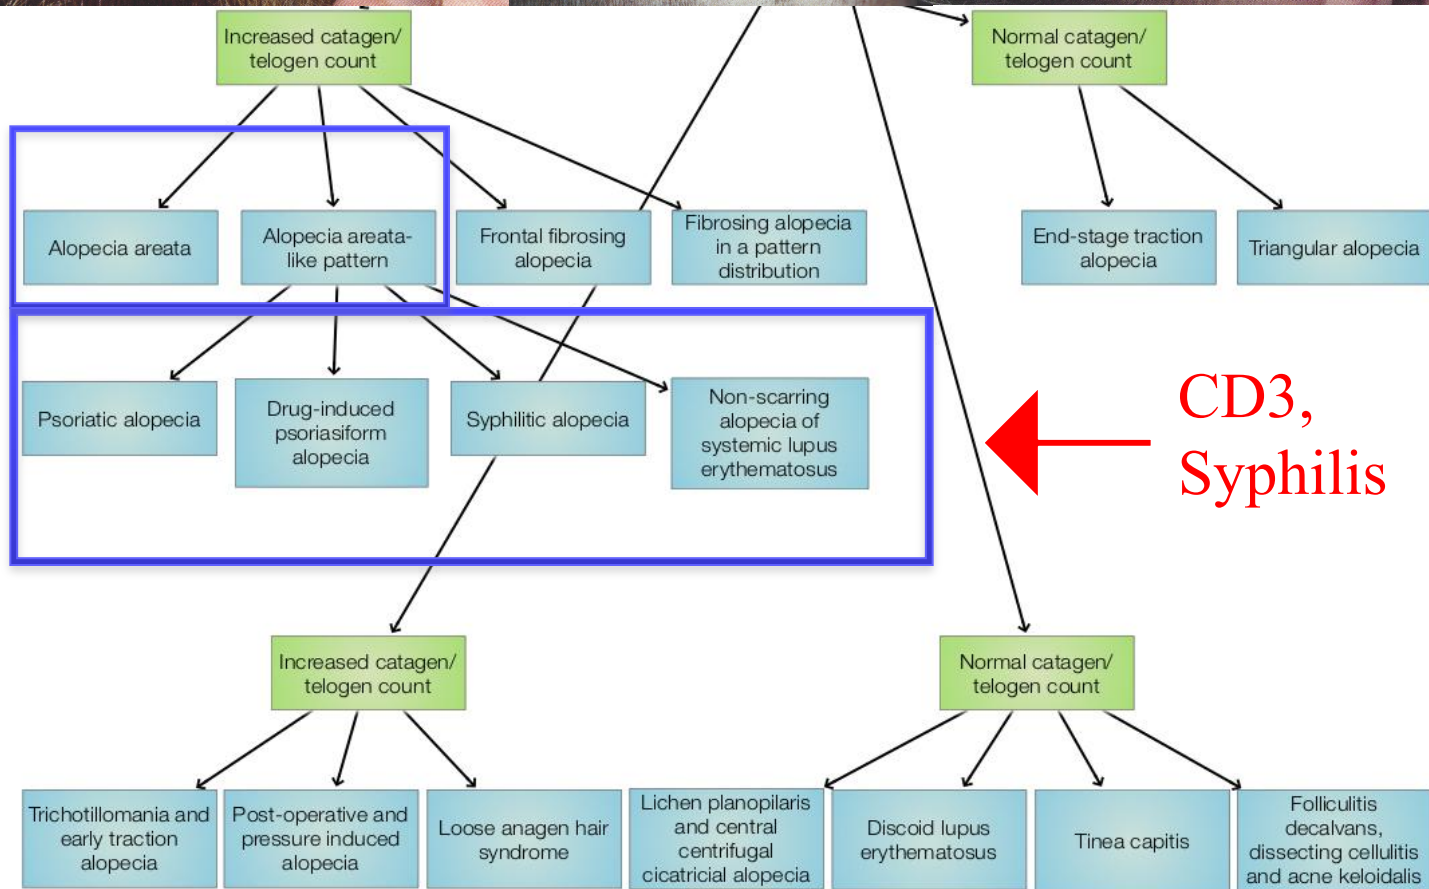 Increased catagen/
telogen count
Normal catagen/
telogen count
Alopecia areata
Alopecia areata-
like pattern
Frontal fibrosing
alopecia
Fibrosing alopecia
in a pattern
distribution
End-stage traction
alopecia
Triangular alopecia
Psoriatic alopecia
Drug-induced
psoriasiform
alopecia
Syphilitic alopecia
Non-scarring
alopecia of
systemic lupus
erythematosus
CD3,
Syphilis
Increased catagen/
telogen count
Normal catagen/
telogen count
Trichotillomania and
early traction
alopecia
Post-operative and
pressure induced
alopecia
Loose anagen hair
syndrome
Lichen planopilaris
and central
centrifugal
cicatricial alopecia
Discoid lupus
erythematosus
Tinea capitis
Folliculitis
decalvans,
dissecting cellulitis
and acne keloidalis